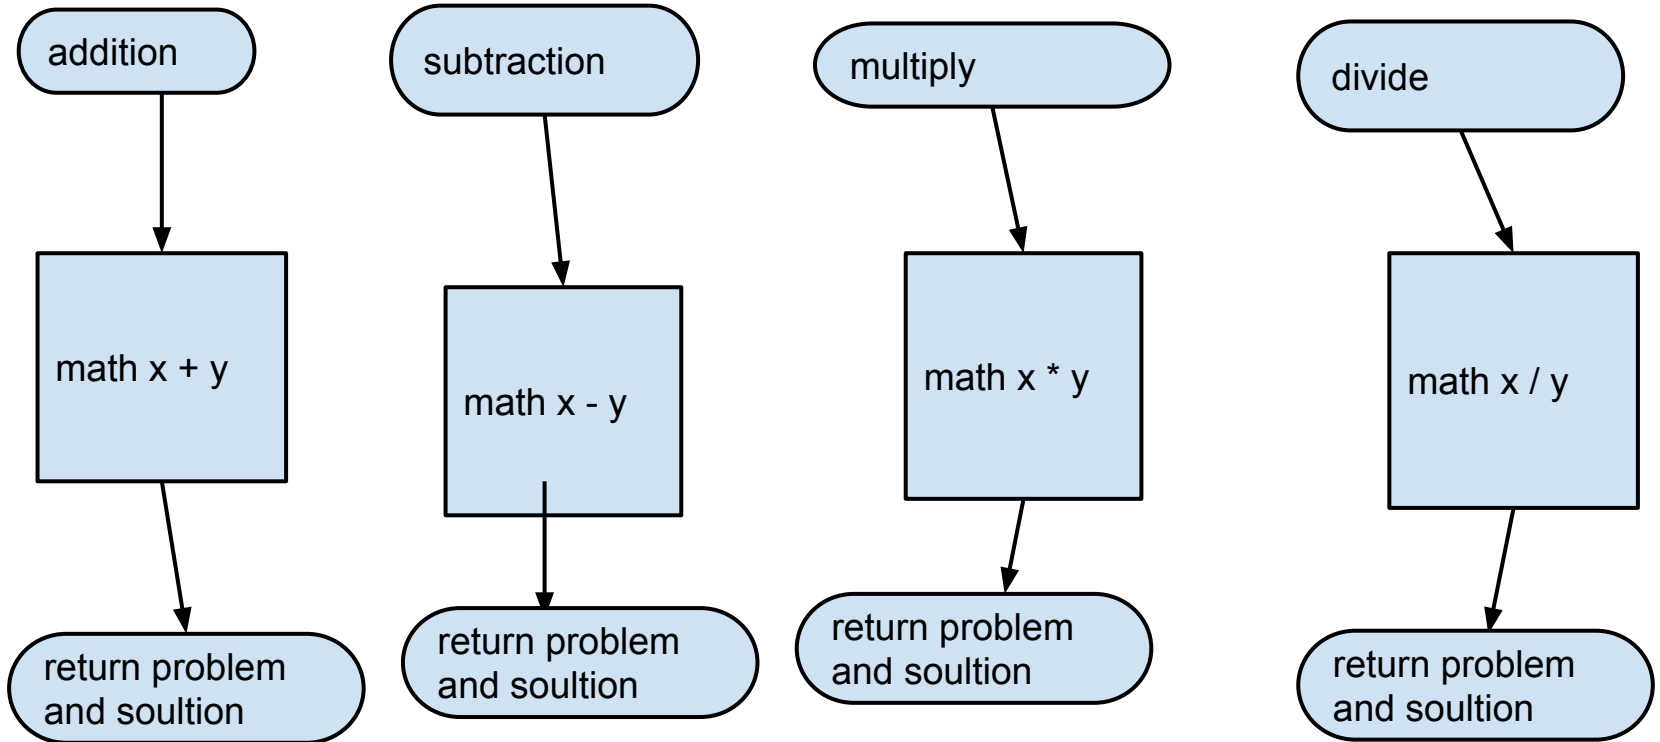 addition
subtraction
multiply
divide
math x + y
math x - y
math x * y
math x / y
return problem
and soultion
return problem
and soultion
return problem
and soultion
return problem
and soultion